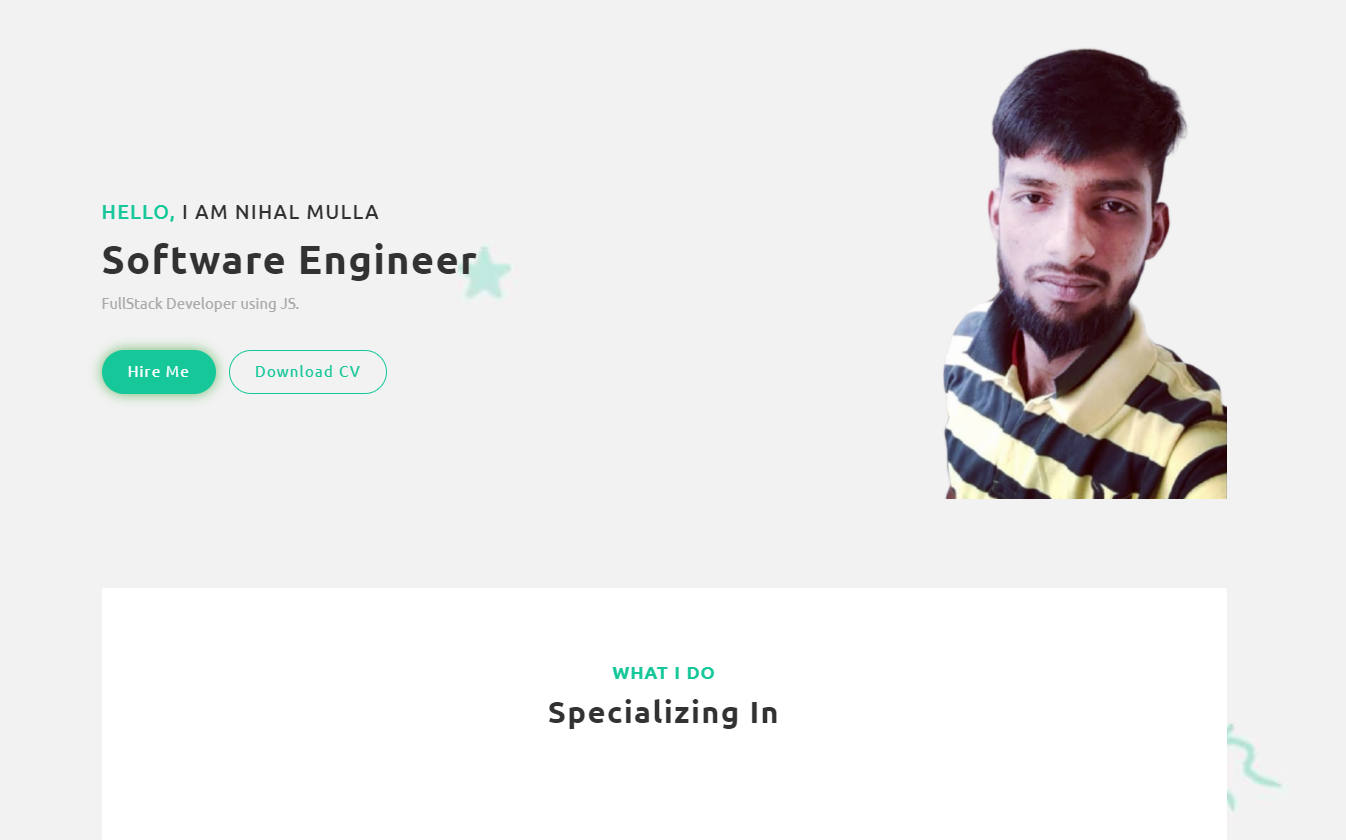 HELLO, I AM NIHAL MULLA
Software Engineer
FullStack Developer using JS.
Hire Me
Download CV
WHAT I DO
Specializing In